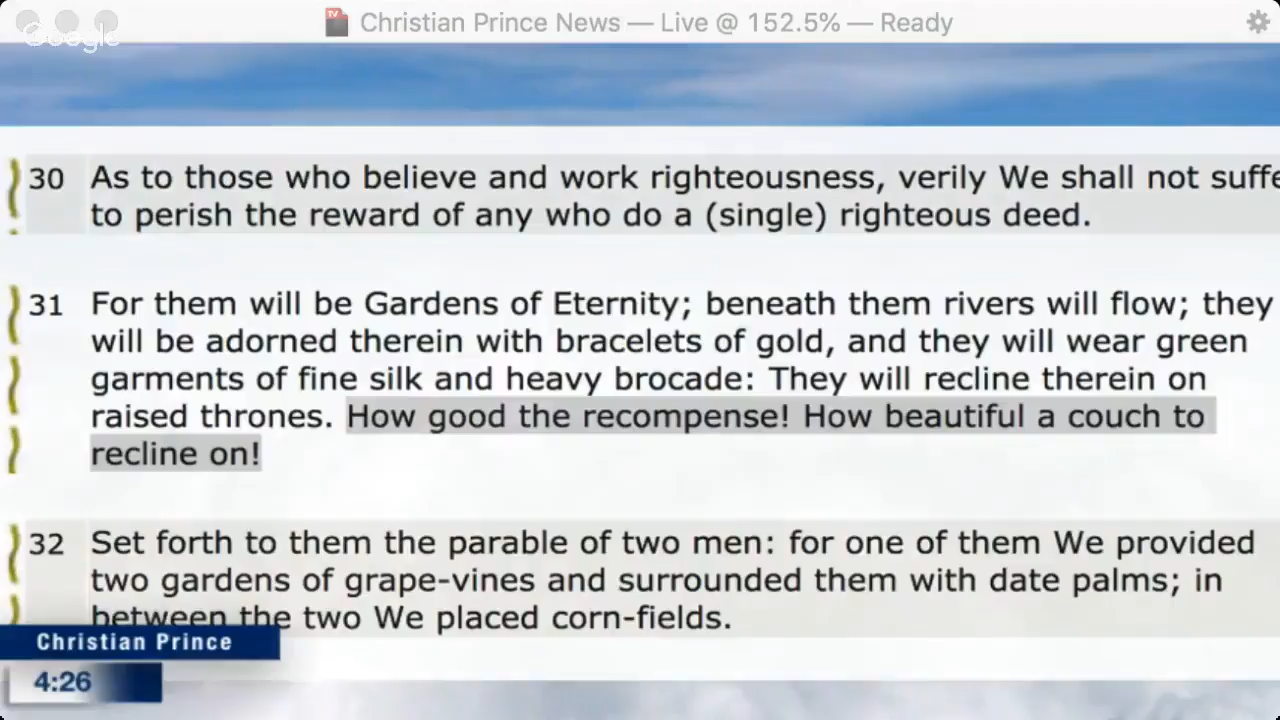 Christian Prince News — Live @ 152.5% — Ready
Google
30 As to those who believe and work righteousness, verily We shall not suffe
to perish the reward of any who do a (single) righteous deed.
31 For them will be Gardens of Eternity; beneath them rivers will flow; they
will be adorned therein with bracelets of gold, and they will wear green
garments of fine silk and heavy brocade: They will recline therein on
raised thrones. How good the recompense! How beautiful a couch to
recline on!
32 Set forth to them the parable of two men: for one of them We provided
two gardens of grape-vines and surrounded them with date palms; in
between the two We placed corn-fields.
Christian Prince
4:26